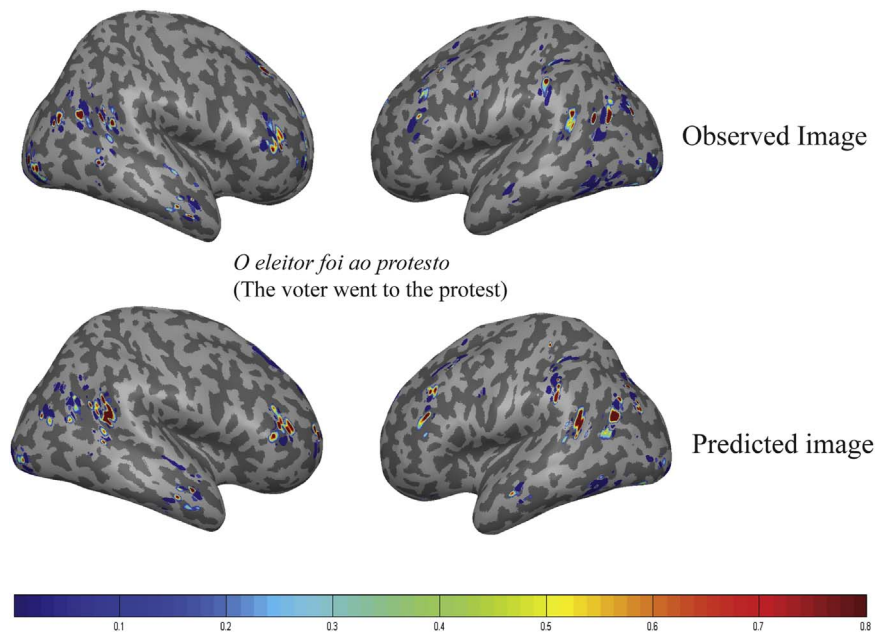 Observed Image
O eleitor foi ao protesto
(The voter went to the protest)
Predicted image
0.1 0.2 0.3 0.4 0.5 0.6 0.7 0.8